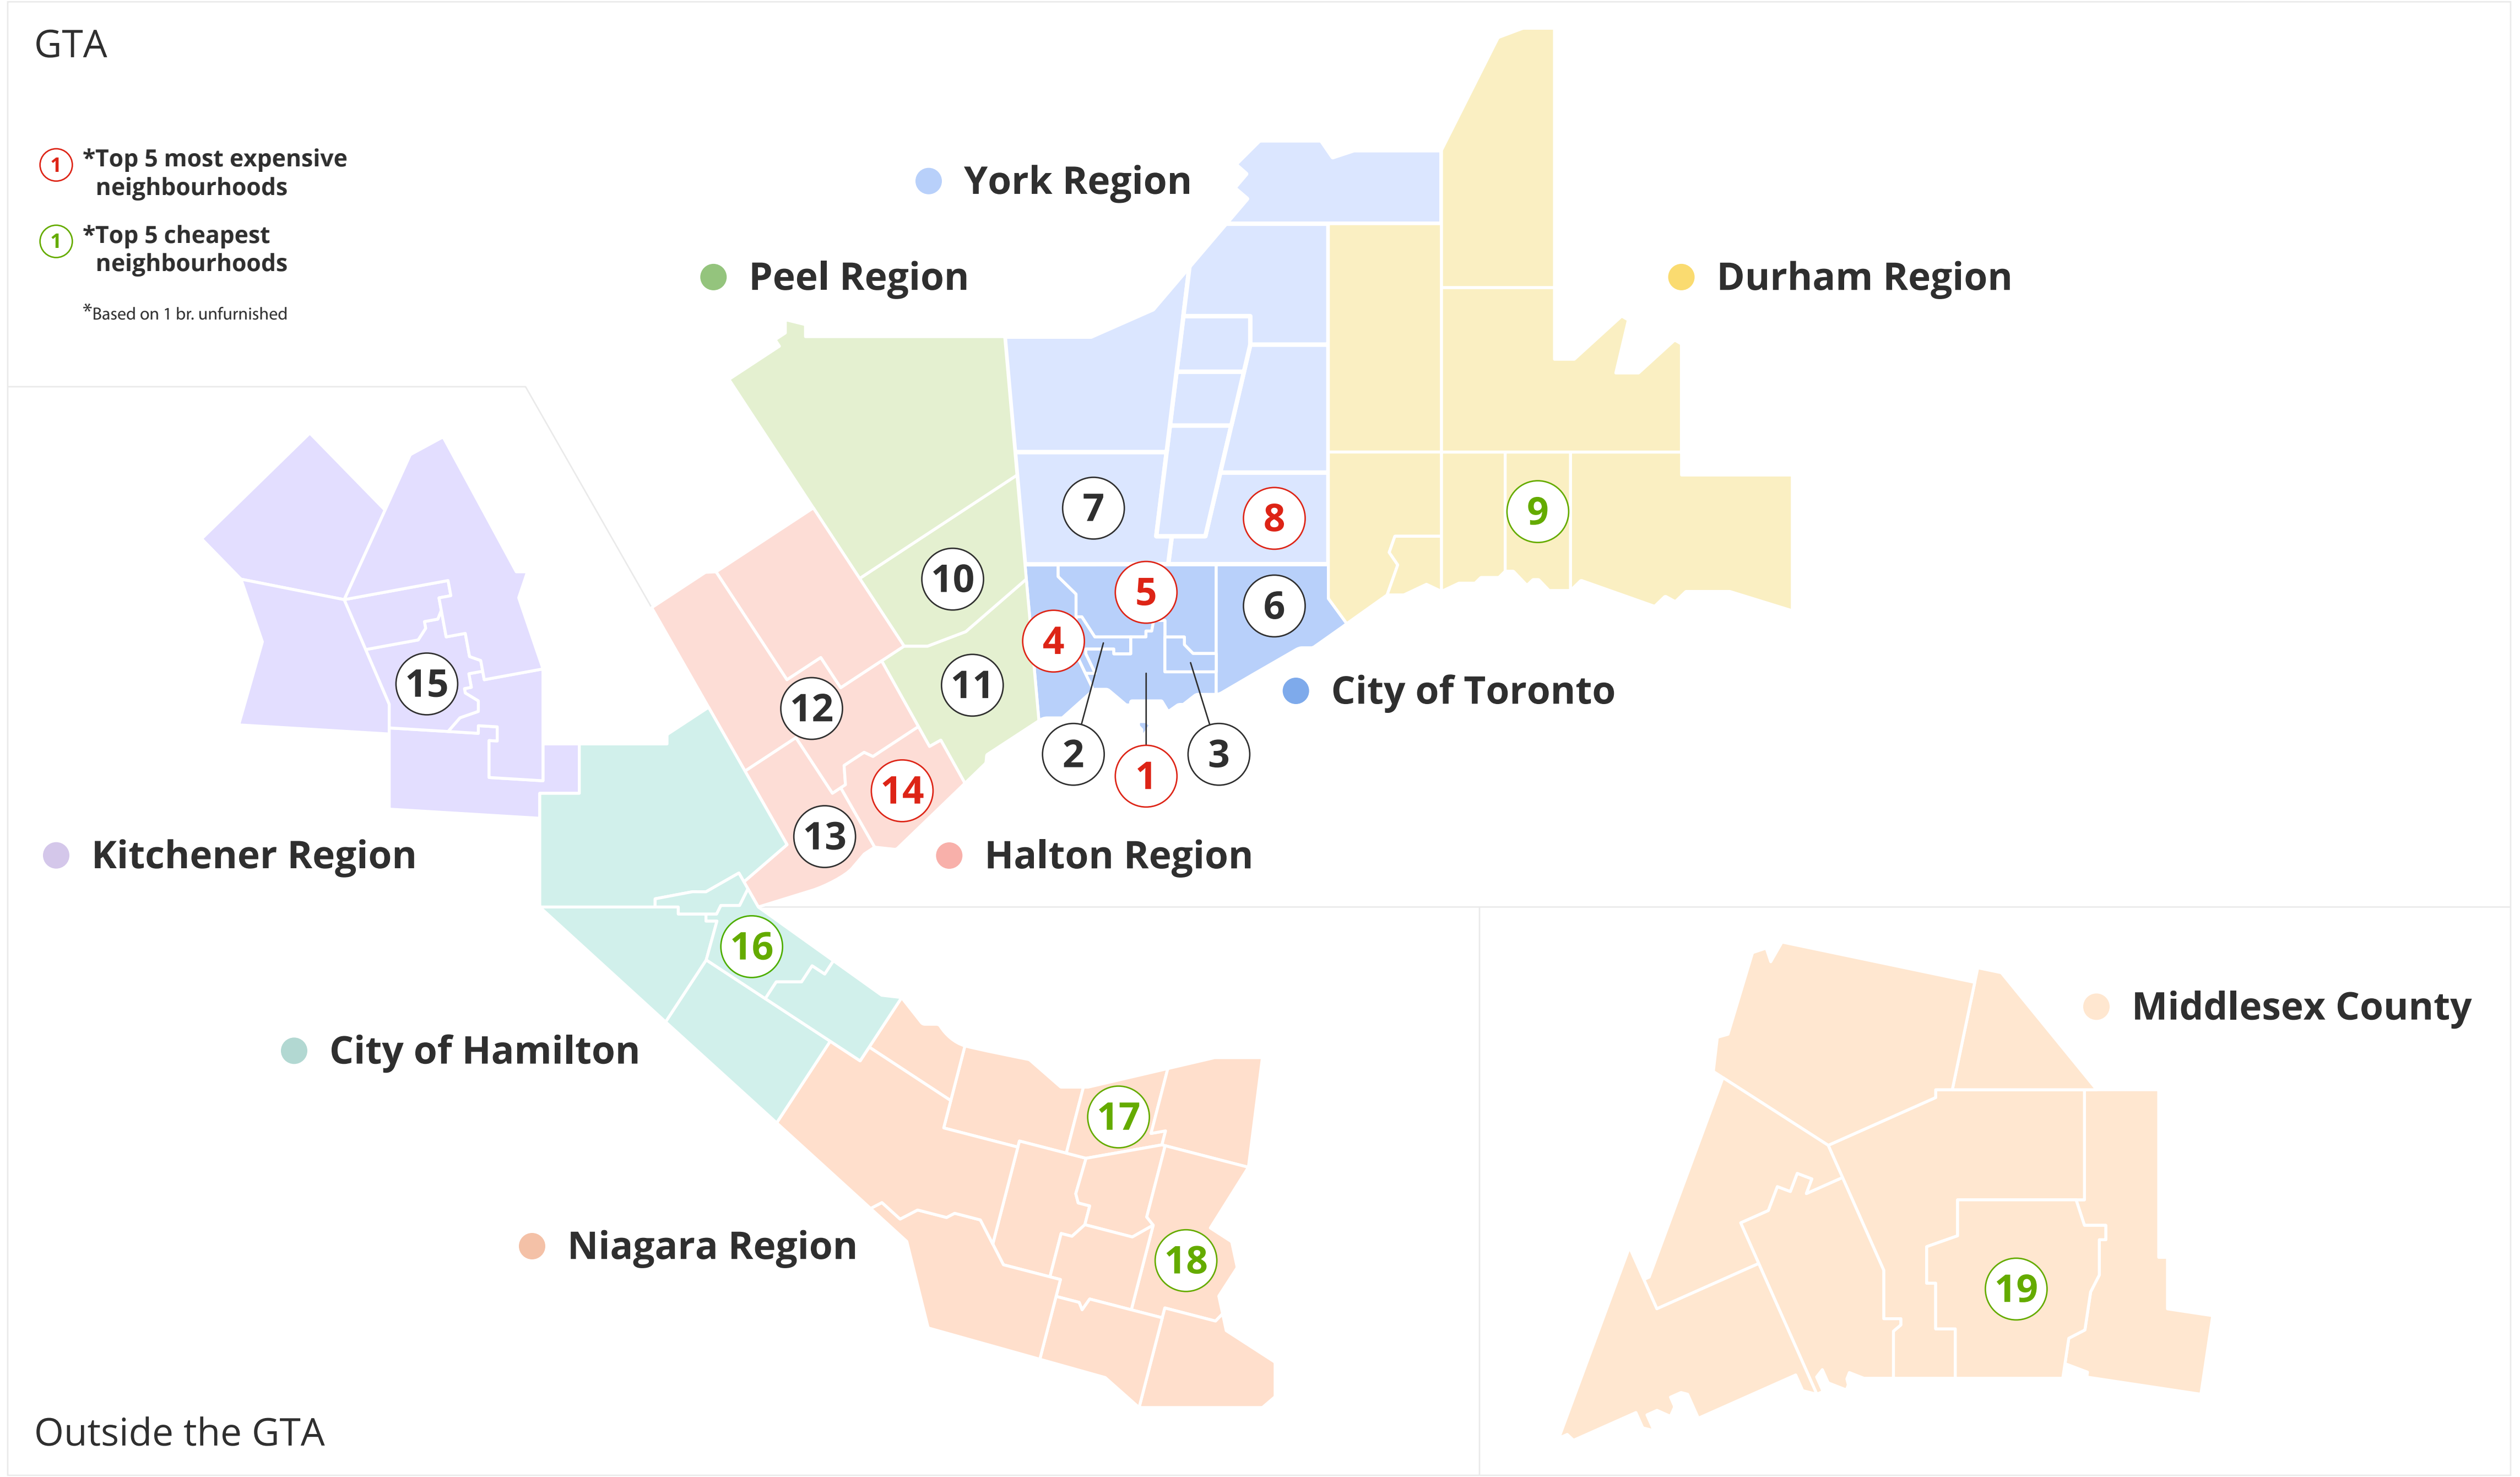 GTA
1
*Top 5 most expensive
neighbourhoods
1
*Top 5 cheapest
neighbourhoods
*Based on 1 br. unfurnished
York Region
Peel Region
Durham Region
7
8
9
10
5
6
4
11
15
12
City of Toronto
2
1
3
14
13
Kitchener Region
Halton Region
16
City of Hamilton
Middlesex County
17
Niagara Region
18
19
Outside the GTA